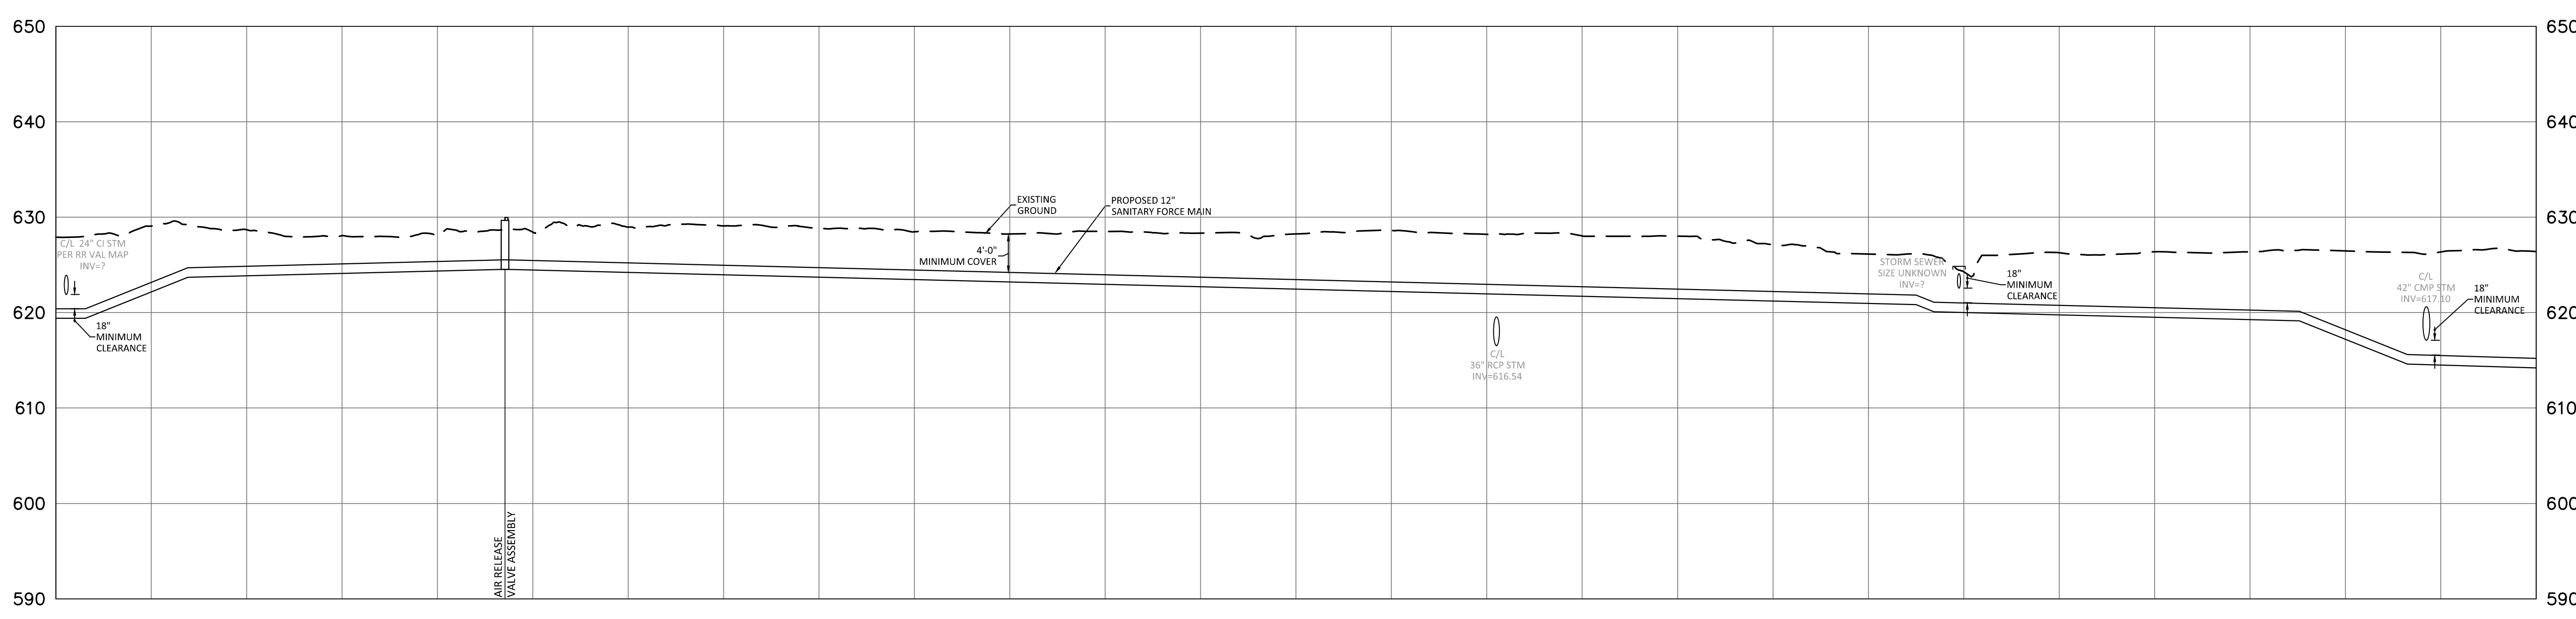 650
650
640
640
630
630
620
620
610
610
600
600
590
590
C/L 24" CI STM
PER RR VAL MAP
INV=?
18"
MINIMUM
CLEARANCE
AIR RELEASE
VALVE ASSEMBLY
EXISTING
GROUND
4'-0"
MINIMUM COVER
PROPOSED 12"
SANITARY FORCE MAIN
C/L
36" RCP STM
INV=616.54
STORM SEWER
SIZE UNKNOWN
INV=?
18"
MINIMUM
CLEARANCE
C/L
42" CMP STM
INV=617.10
18"
MINIMUM
CLEARANCE